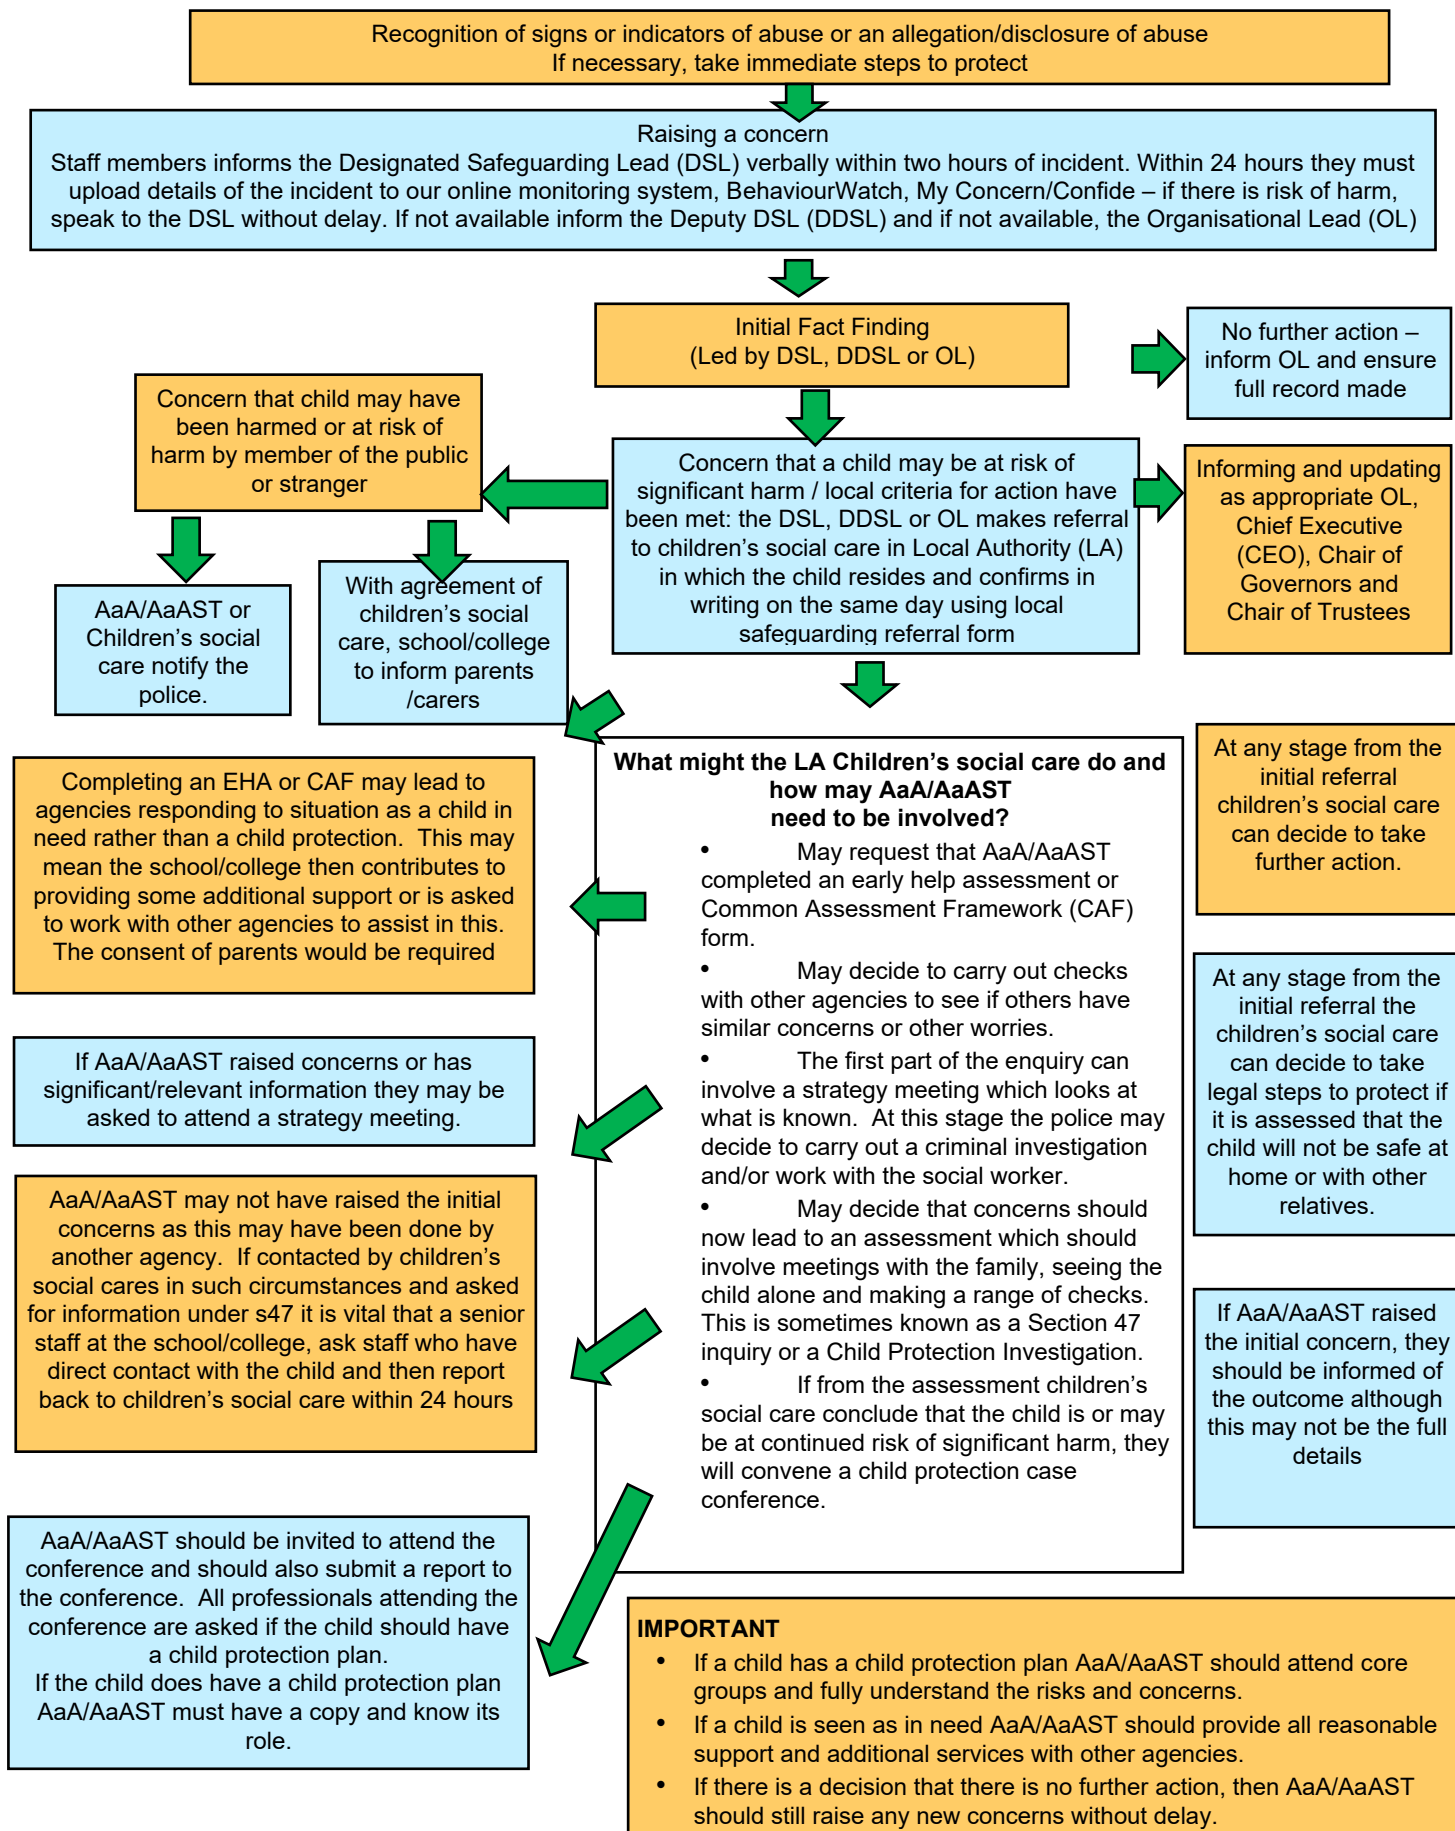 Recognition of signs or indicators of abuse or an allegation/disclosure of abuse
If necessary, take immediate steps to protect
Raising a concern
Staff members informs the Designated Safeguarding Lead (DSL) verbally within two hours of incident. Within 24 hours they must
upload details of the incident to our online monitoring system, BehaviourWatch, My Concern/Confide – if there is risk of harm,
speak to the DSL without delay. If not available inform the Deputy DSL (DDSL) and if not available, the Organisational Lead (OL)
Initial Fact Finding
(Led by DSL, DDSL or OL)
No further action –
inform OL and ensure
full record made
Concern that child may have
been harmed or at risk of
harm by member of the public
or stranger
Concern that a child may be at risk of
significant harm / local criteria for action have
been met: the DSL, DDSL or OL makes referral
to children’s social care in Local Authority (LA)
in which the child resides and confirms in
writing on the same day using local
safeguarding referral form
Informing and updating
as appropriate OL,
Chief Executive
(CEO), Chair of
Governors and
Chair of Trustees
AaA/AaAST or
Children’s social
care notify the
police.
With agreement of
children’s social
care, school/college
to inform parents
/carers
What might the LA Children’s social care do and
how may AaA/AaAST
need to be involved?
• May request that AaA/AaAST
completed an early help assessment or
Common Assessment Framework (CAF)
form.
• May decide to carry out checks
with other agencies to see if others have
similar concerns or other worries.
• The first part of the enquiry can
involve a strategy meeting which looks at
what is known. At this stage the police may
decide to carry out a criminal investigation
and/or work with the social worker.
• May decide that concerns should
now lead to an assessment which should
involve meetings with the family, seeing the
child alone and making a range of checks.
This is sometimes known as a Section 47
inquiry or a Child Protection Investigation.
• If from the assessment children’s
social care conclude that the child is or may
be at continued risk of significant harm, they
will convene a child protection case
conference.
Completing an EHA or CAF may lead to
agencies responding to situation as a child in
need rather than a child protection. This may
mean the school/college then contributes to
providing some additional support or is asked
to work with other agencies to assist in this.
The consent of parents would be required
If AaA/AaAST raised concerns or has
significant/relevant information they may be
asked to attend a strategy meeting.
AaA/AaAST may not have raised the initial
concerns as this may have been done by
another agency. If contacted by children’s
social cares in such circumstances and asked
for information under s47 it is vital that a senior
staff at the school/college, ask staff who have
direct contact with the child and then report
back to children’s social care within 24 hours
AaA/AaAST should be invited to attend the
conference and should also submit a report to
the conference. All professionals attending the
conference are asked if the child should have
a child protection plan.
If the child does have a child protection plan
AaA/AaAST must have a copy and know its
role.
At any stage from the
initial referral
children’s social care
can decide to take
further action.
At any stage from the
initial referral the
children’s social care
can decide to take
legal steps to protect if
it is assessed that the
child will not be safe at
home or with other
relatives.
If AaA/AaAST raised
the initial concern, they
should be informed of
the outcome although
this may not be the full
details
IMPORTANT
• If a child has a child protection plan AaA/AaAST should attend core
groups and fully understand the risks and concerns.
• If a child is seen as in need AaA/AaAST should provide all reasonable
support and additional services with other agencies.
• If there is a decision that there is no further action, then AaA/AaAST
should still raise any new concerns without delay.